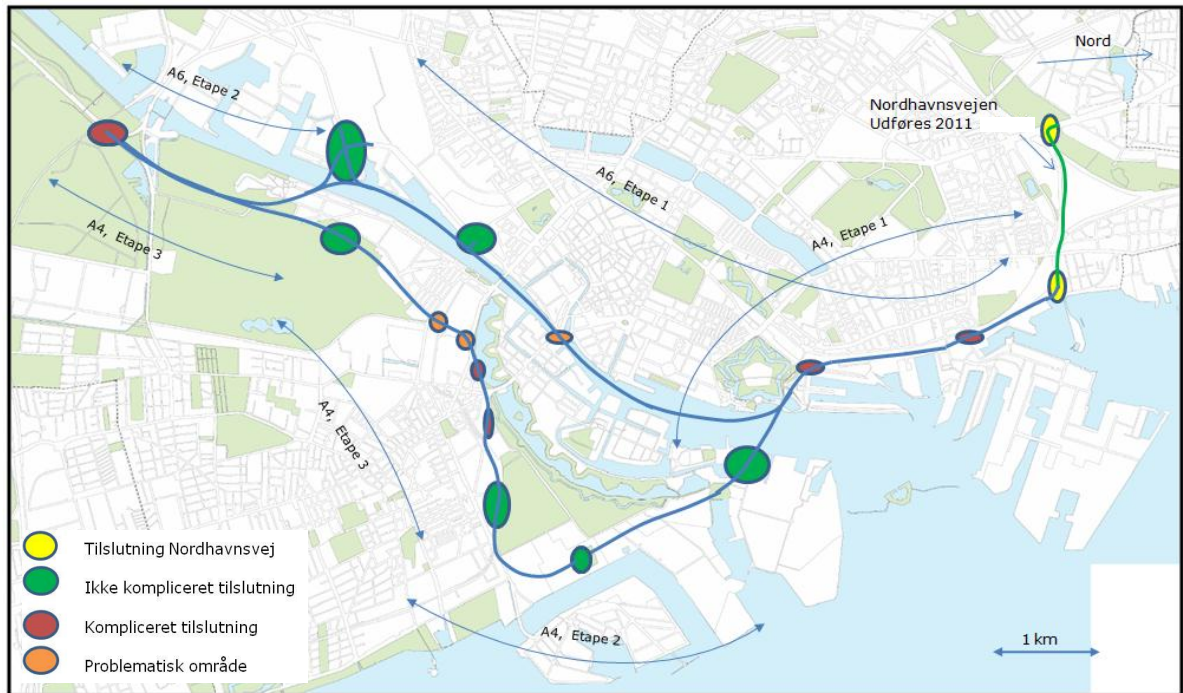 Nord
A6, Etape 2
Nordhavnsvejen
Udføres 2011
A6, Etape 1
A4, Etape 1
A4, Etape 3
A4, Etape 3
Tilslutning Nordhavnsvej
Ikke kompliceret tilslutning
Kompliceret tilslutning
Problematisk område
A4, Etape 2
1 km